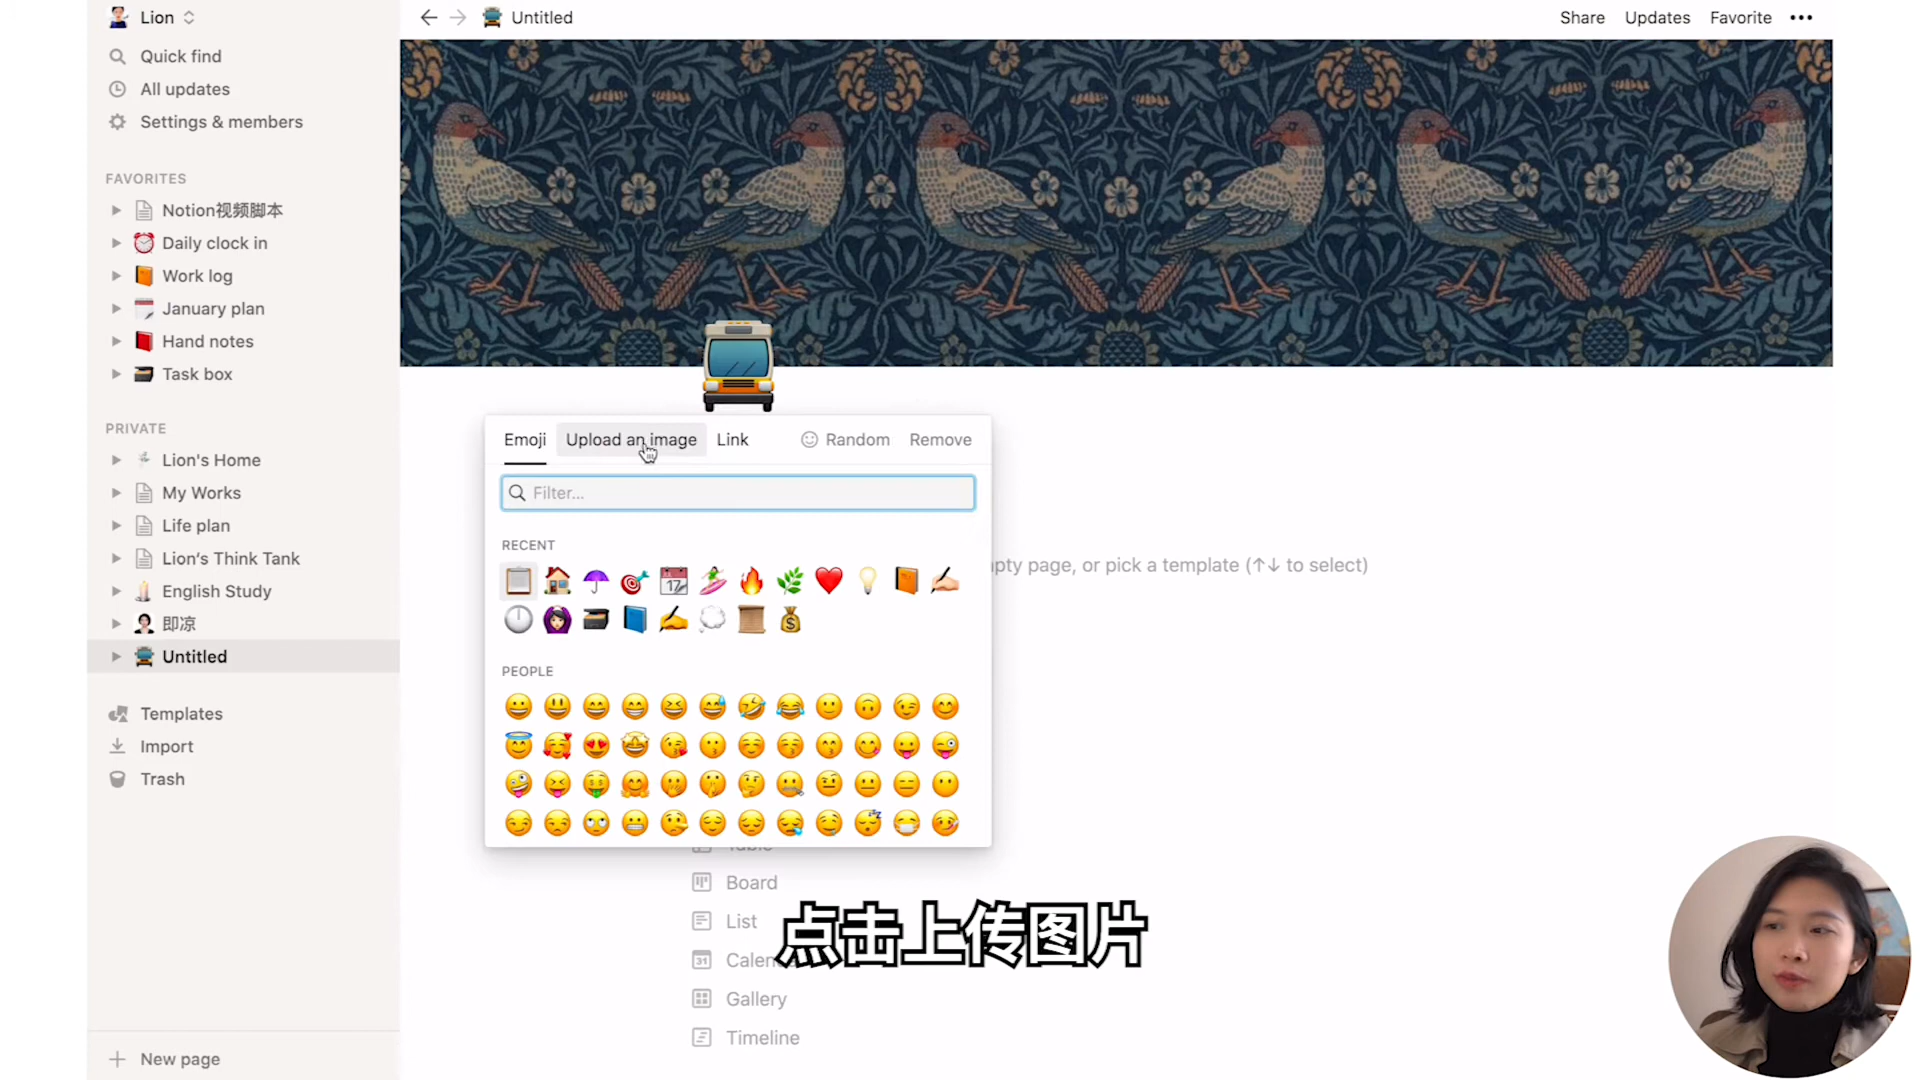 Lion
Untitled
Share
Updates
Favorite
Quick find
All updates
Settings & members
FAVORITES
Notion视频脚本
Daily clock in
Work log
January plan
Hand notes
Task box
PRIVATE
Lion's Home
My Works
Life plan
Lion‘s Think Tank
English Study
即凉
Untitled
Templates
Import
Trash
New page
Emoji
Upload an image
Link
Random
Remove
Filter...
RECENT
17
PEOPLE
pty page, or pick a template (↑↓ to select)
Table
Board
List
31
Calen
Gallery
Timeline
点击上传图片